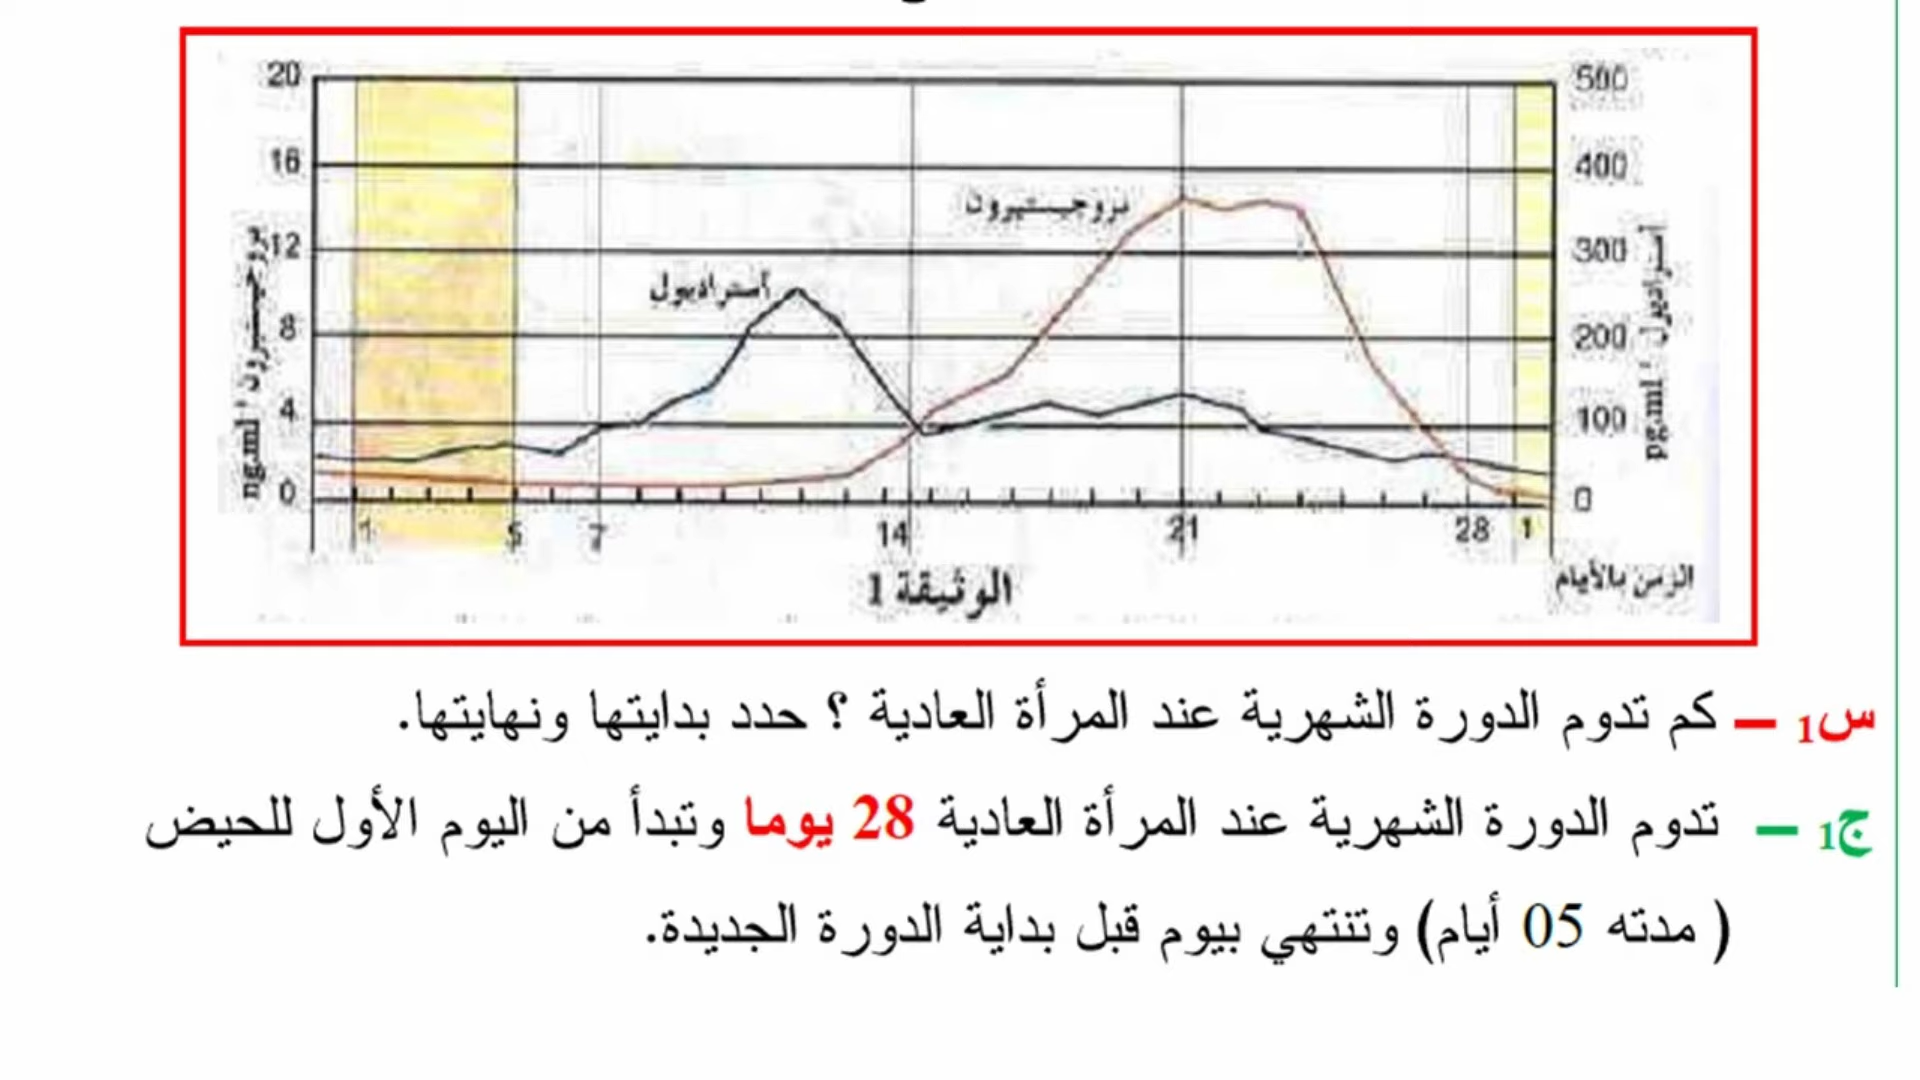 20
16
12
8
4
0
500
400
300
200
100
0
بروجيستيرون
أستراديول
بروجيستيرون ng.ml
أستراديول pg.ml
1
5
7
14
21
28
1
الزمن بالأيام
الوثيقة 1
س1 – كم تدوم الدورة الشهرية عند المرأة العادية ؟ حدد بدايتها ونهايتها.
ج1 – تدوم الدورة الشهرية عند المرأة العادية 28 يوما وتبدأ من اليوم الأول للحيض
( مدته 05 أيام) وتنتهي بيوم قبل بداية الدورة الجديدة.